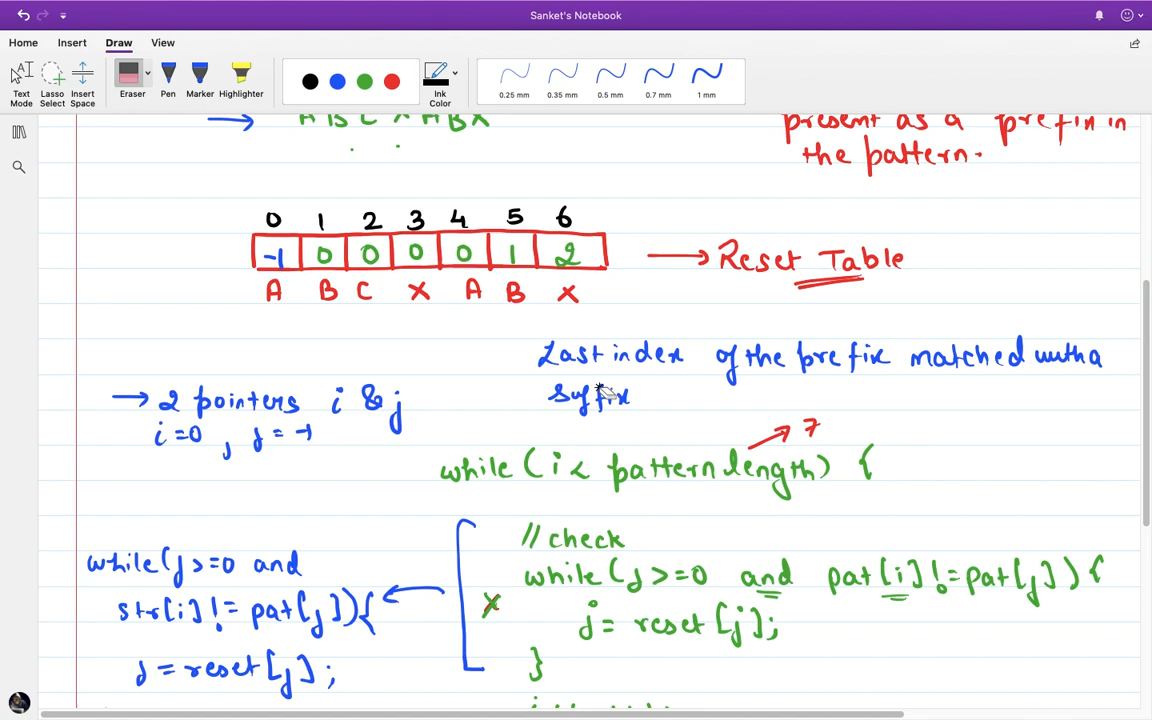 Sanket's Notebook
Home Insert Draw View
Text Mode
Lasso Select
Insert Space
Eraser
Pen
Marker
Highlighter
Ink Color
0.25 mm
0.35 mm
0.5 mm
0.7 mm
1 mm
A B C X A B X
present as a prefix in
the pattern.
0 1 2 3 4 5 6
-1 0 0 0 0 1 2
→ Reset Table
A B C X A B X
Last index of the prefix matched with a
suffix
→ 2 pointers i & j
i=0, j=-1
7
while(i< pattern length) {
// check
while(j>=0 and pat[i]!=pat[j]){
j= reset[j];
}
while(j>=0 and
str[i]!= pat[j]){
j=reset[j];
X